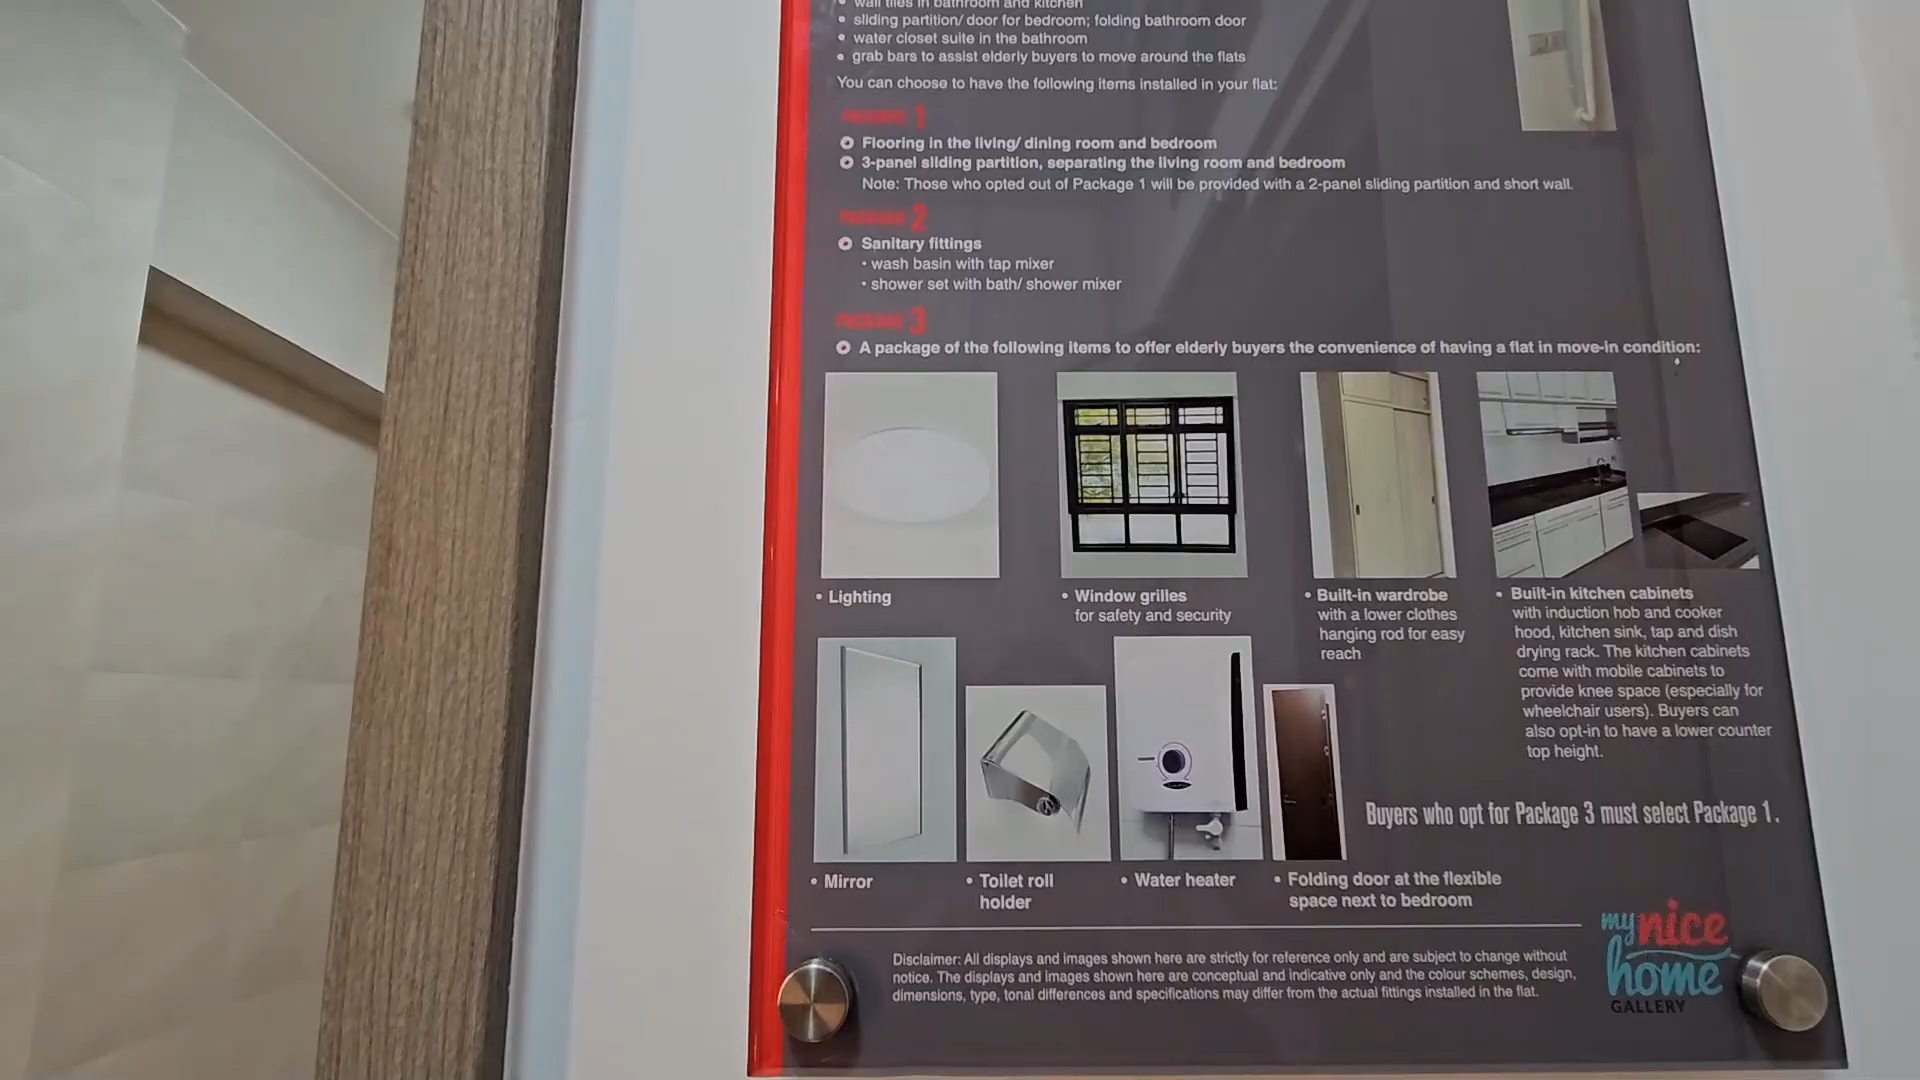 wall tiles in bathroom and kitchen
• sliding partition/ door for bedroom; folding bathroom door
• water closet suite in the bathroom
• grab bars to assist elderly buyers to move around the flats
You can choose to have the following items installed in your flat:
PACKAGE 1
Flooring in the living/ dining room and bedroom
3-panel sliding partition, separating the living room and bedroom
Note: Those who opted out of Package 1 will be provided with a 2-panel sliding partition and short wall.
PACKAGE 2
Sanitary fittings
• wash basin with tap mixer
• shower set with bath/ shower mixer
PACKAGE 3
A package of the following items to offer elderly buyers the convenience of having a flat in move-in condition:
• Lighting
• Window grilles
for safety and security
• Built-in wardrobe
with a lower clothes
hanging rod for easy
reach
• Built-in kitchen cabinets
with induction hob and cooker
hood, kitchen sink, tap and dish
drying rack. The kitchen cabinets
come with mobile cabinets to
provide knee space (especially for
wheelchair users). Buyers can
also opt-in to have a lower counter
top height.
Buyers who opt for Package 3 must select Package 1.
• Mirror
• Toilet roll
holder
• Water heater
• Folding door at the flexible
space next to bedroom
Disclaimer: All displays and images shown here are strictly for reference only and are subject to change without
notice. The displays and images shown here are conceptual and indicative only and the colour schemes, design,
dimensions, type, tonal differences and specifications may differ from the actual fittings installed in the flat.
my nice
home
GALLERY